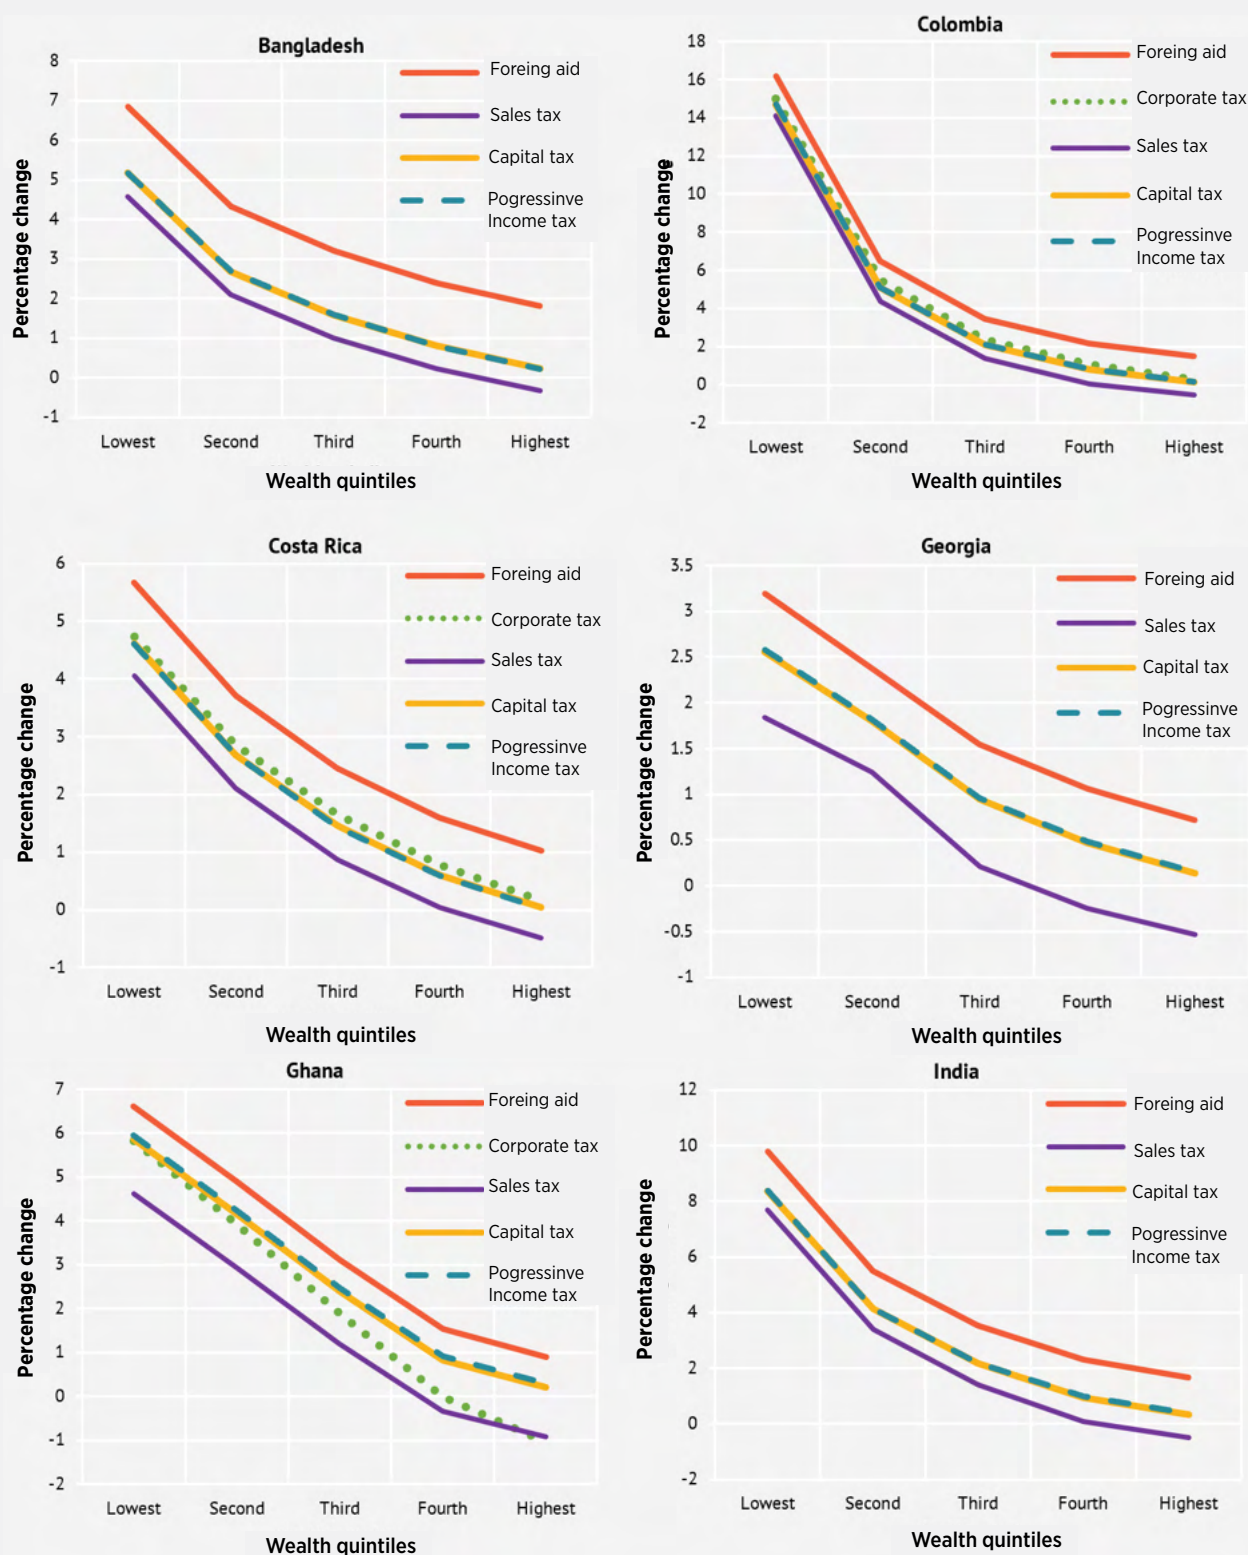 Bangladesh
8
7
6
5
4
3
2
1
0
-1
Percentage change
Foreing aid
Sales tax
Capital tax
Pogressinve
Income tax
Lowest Second Third Fourth Highest
Wealth quintiles
Colombia
18
16
14
12
10
8
6
4
2
0
-2
Percentage change
Foreing aid
Corporate tax
Sales tax
Capital tax
Pogressinve
Income tax
Lowest Second Third Fourth Highest
Wealth quintiles
Costa Rica
6
5
4
3
2
1
0
-1
Percentage change
Foreing aid
Corporate tax
Sales tax
Capital tax
Pogressinve
Income tax
Lowest Second Third Fourth Highest
Wealth quintiles
Georgia
3.5
3
2.5
2
1.5
1
0.5
0
-0.5
-1
Percentage change
Foreing aid
Sales tax
Capital tax
Pogressinve
Income tax
Lowest Second Third Fourth Highest
Wealth quintiles
Ghana
7
6
5
4
3
2
1
0
-1
-2
Percentage change
Foreing aid
Corporate tax
Sales tax
Capital tax
Pogressinve
Income tax
Lowest Second Third Fourth Highest
Wealth quintiles
India
12
10
8
6
4
2
0
-2
Percentage change
Foreing aid
Sales tax
Capital tax
Pogressinve
Income tax
Lowest Second Third Fourth Highest
Wealth quintiles